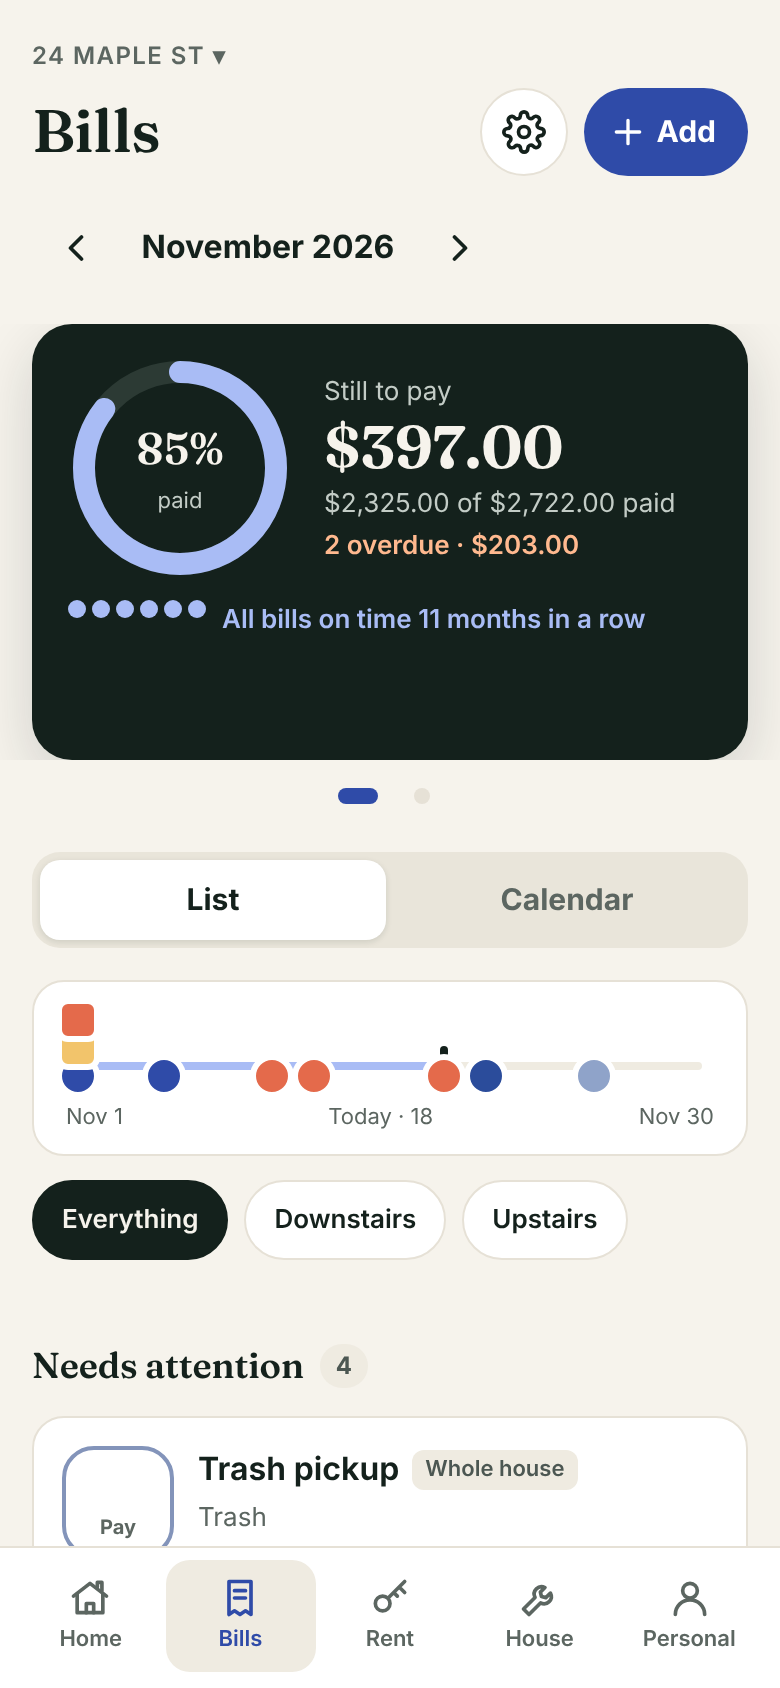 24 MAPLE ST ▾
Bills
Add
November 2026
85%
paid
Still to pay
$397.00
$2,325.00 of $2,722.00 paid
2 overdue · $203.00
All bills on time 11 months in a row
List
Calendar
Nov 1
Today · 18
Nov 30
Everything
Downstairs
Upstairs
Needs attention 4
Trash pickup Whole house
Trash
Pay
Home
Bills
Rent
House
Personal